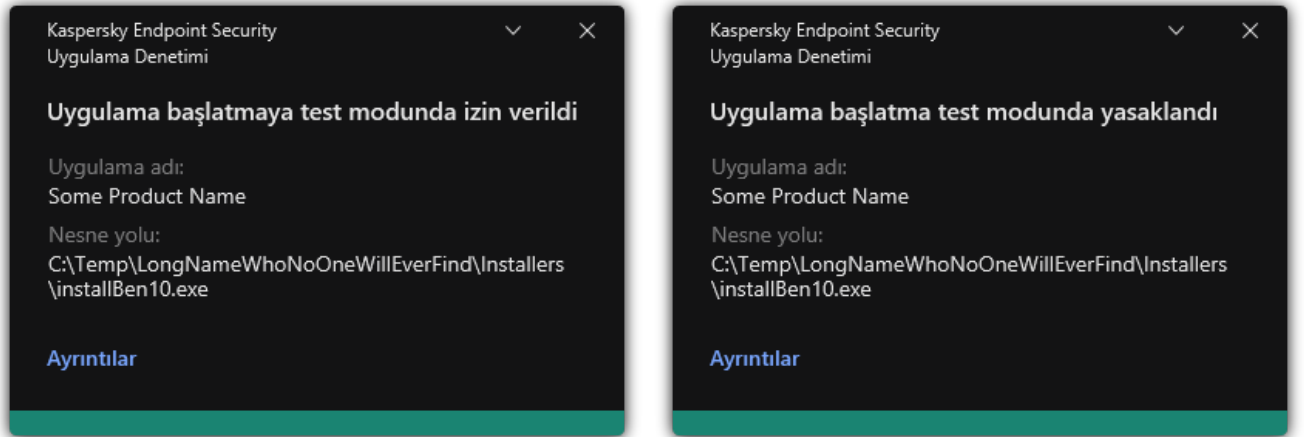 Kaspersky Endpoint Security
Uygulama Denetimi
Uygulama başlatmaya test modunda izin verildi
Uygulama adı:
Some Product Name
Nesne yolu:
C:\Temp\LongNameWhoNoOneWillEverFind\Installers
\installBen10.exe
Ayrıntılar
Kaspersky Endpoint Security
Uygulama Denetimi
Uygulama başlatma test modunda yasaklandı
Uygulama adı:
Some Product Name
Nesne yolu:
C:\Temp\LongNameWhoNoOneWillEverFind\Installers
\installBen10.exe
Ayrıntılar